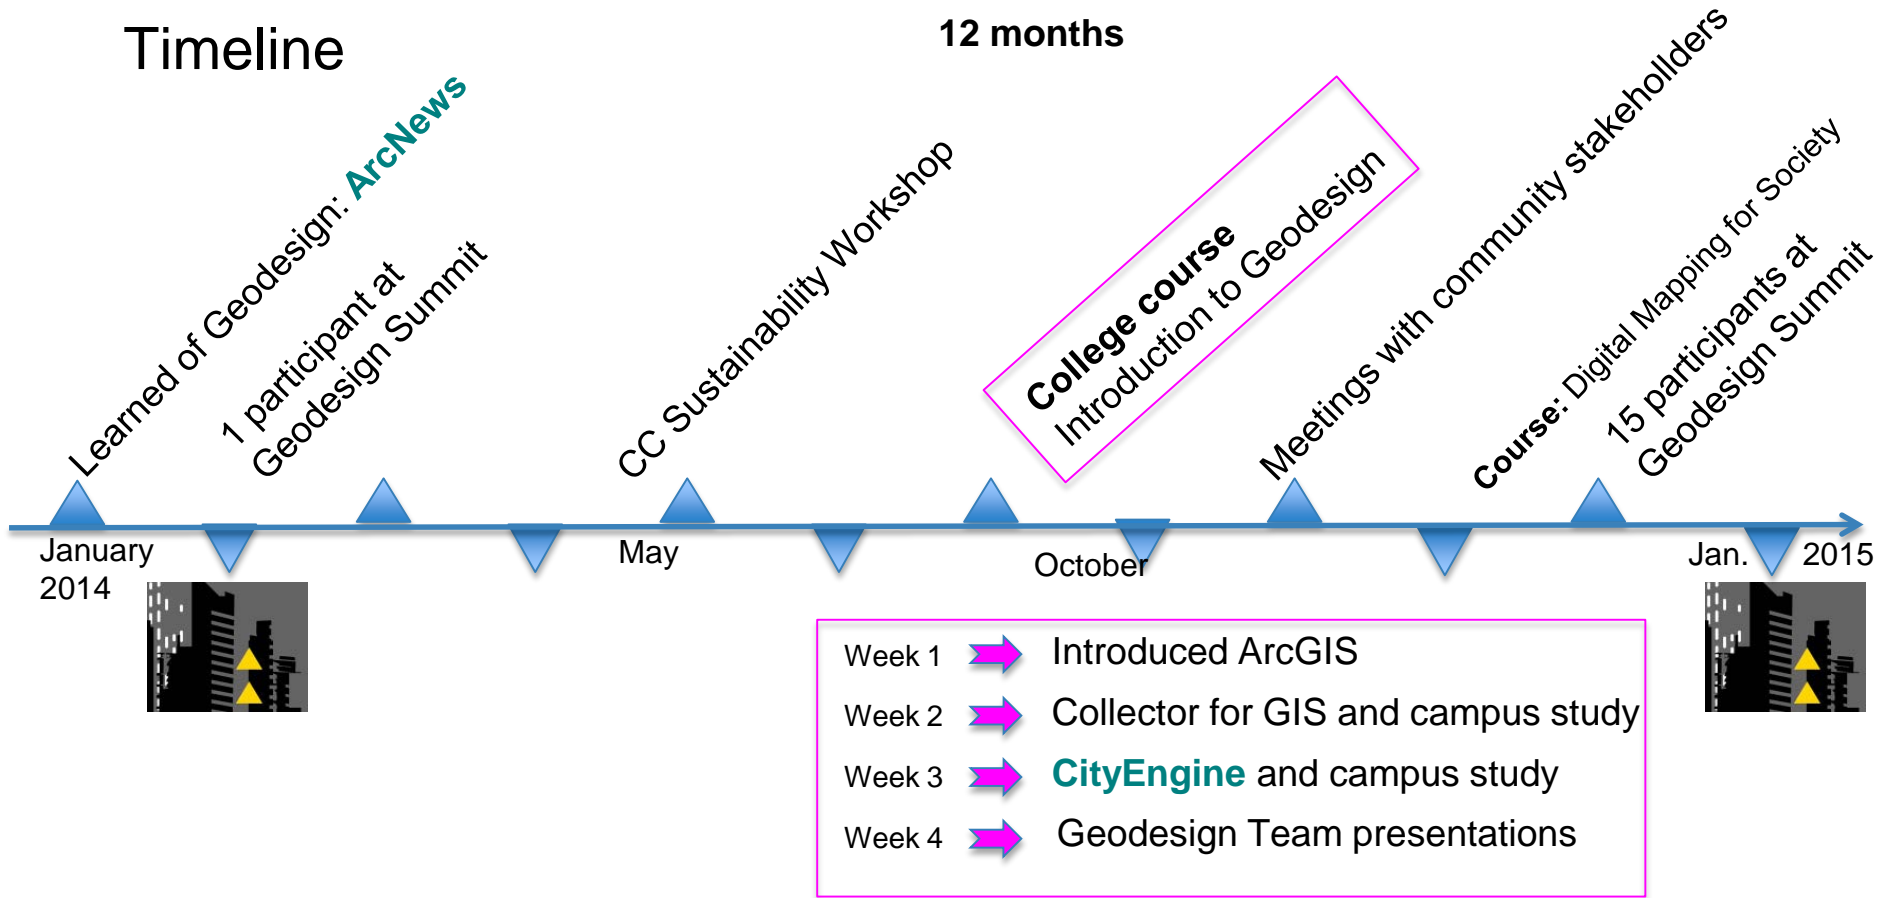 Timeline
12 months
Learned of Geodesign: ArcNews
1 participant at
Geodesign Summit
CC Sustainability Workshop
College course
Introduction to Geodesign
Meetings with community stakehollders
Course: Digital Mapping for Society
15 participants at
Geodesign Summit
January
2014
May
October
Jan. 2015
Week 1 Introduced ArcGIS
Week 2 Collector for GIS and campus study
Week 3 CityEngine and campus study
Week 4 Geodesign Team presentations